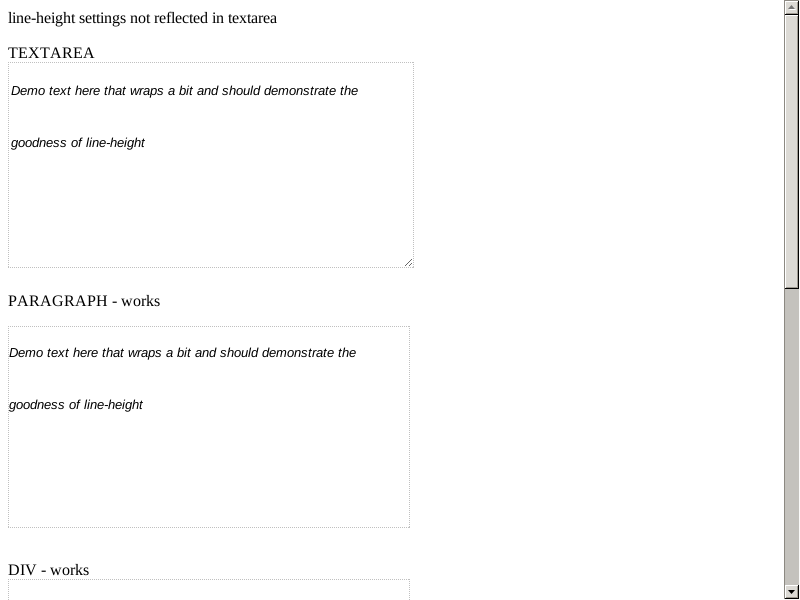 line-height settings not reflected in textarea
TEXTAREA
Demo text here that wraps a bit and should demonstrate the
goodness of line-height
PARAGRAPH - works
Demo text here that wraps a bit and should demonstrate the
goodness of line-height
DIV - works